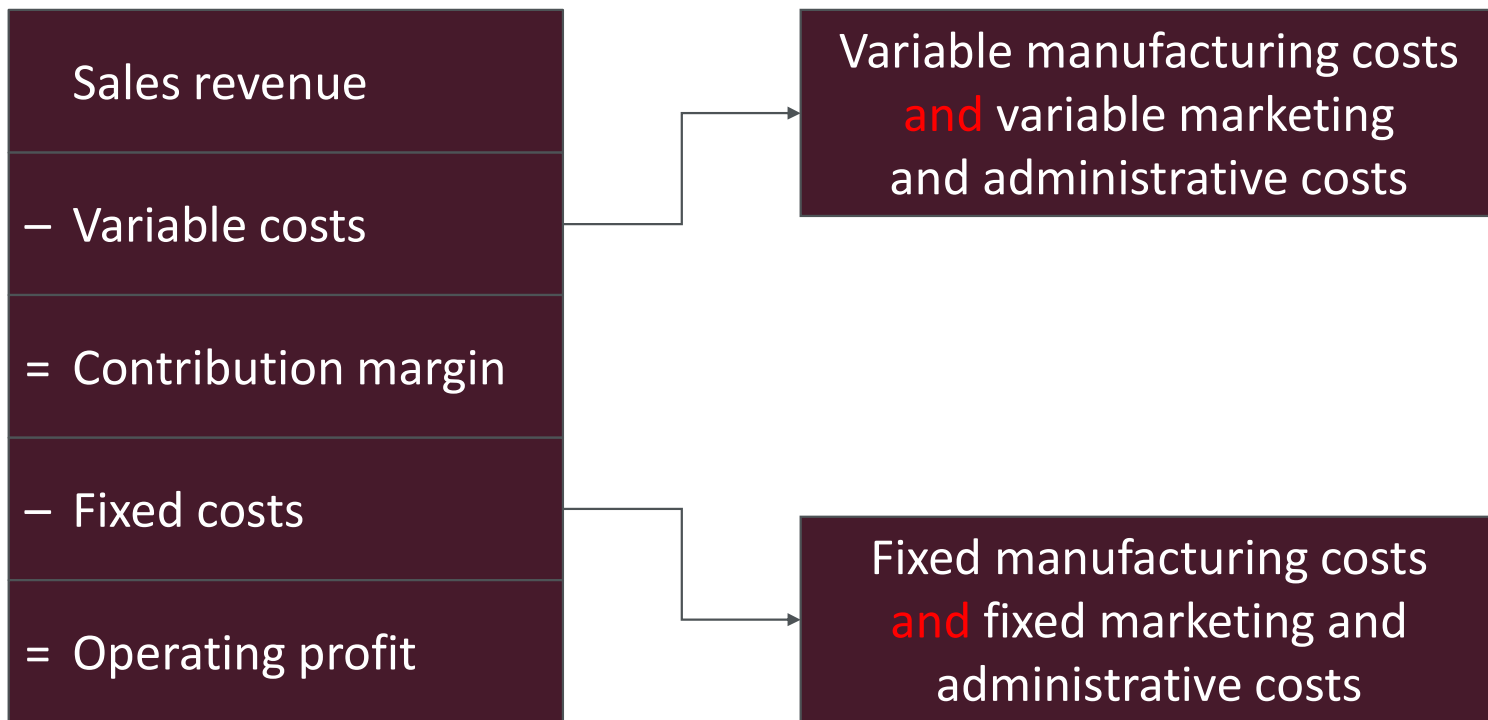 Sales revenue
– Variable costs
= Contribution margin
– Fixed costs
= Operating profit
Variable manufacturing costs
and variable marketing
and administrative costs
Fixed manufacturing costs
and fixed marketing and
administrative costs